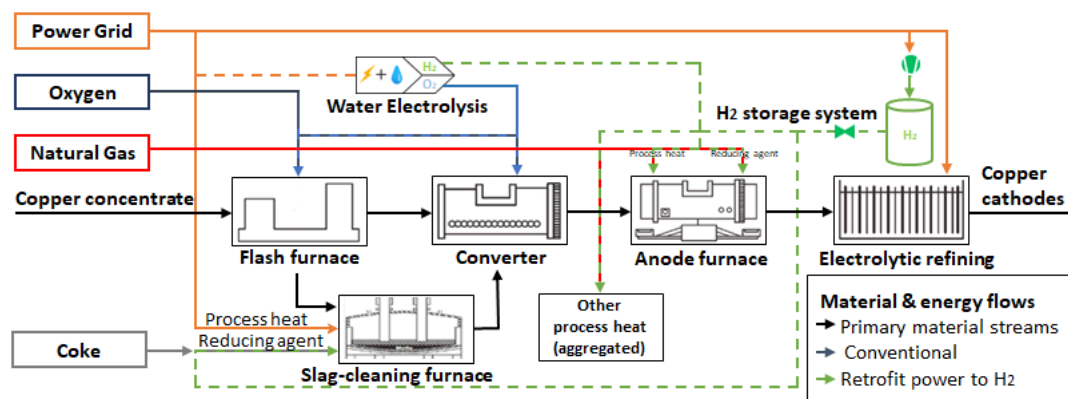 Power Grid
Oxygen
Natural Gas
H₂
O₂
Water Electrolysis
H2 storage system
H₂
Process heat
Reducing agent
Copper concentrate
Copper
cathodes
Flash furnace
Converter
Anode furnace
Electrolytic refining
Process heat
Reducing agent
Coke
Slag-cleaning furnace
Other
process heat
(aggregated)
Material & energy flows
Primary material streams
Conventional
Retrofit power to H₂